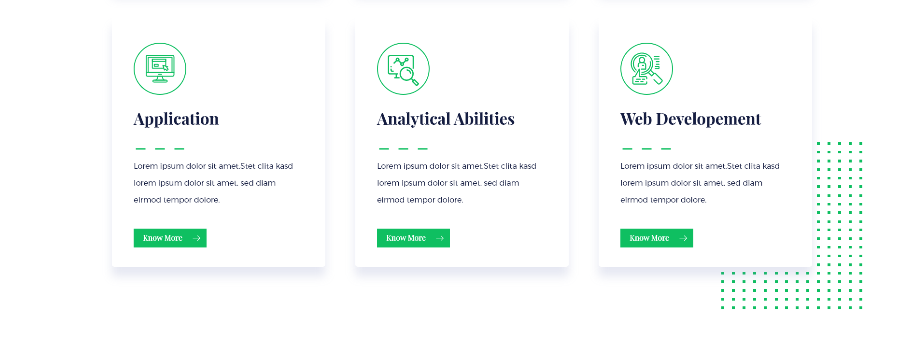 Application
Lorem ipsum dolor sit amet,Stet clita kasd
lorem ipsum dolor sit amet, sed diam
eirmod tempor dolore.
Know More
Analytical Abilities
Lorem ipsum dolor sit amet,Stet clita kasd
lorem ipsum dolor sit amet, sed diam
eirmod tempor dolore.
Know More
Web Developement
Lorem ipsum dolor sit amet,Stet clita kasd
lorem ipsum dolor sit amet, sed diam
eirmod tempor dolore.
Know More